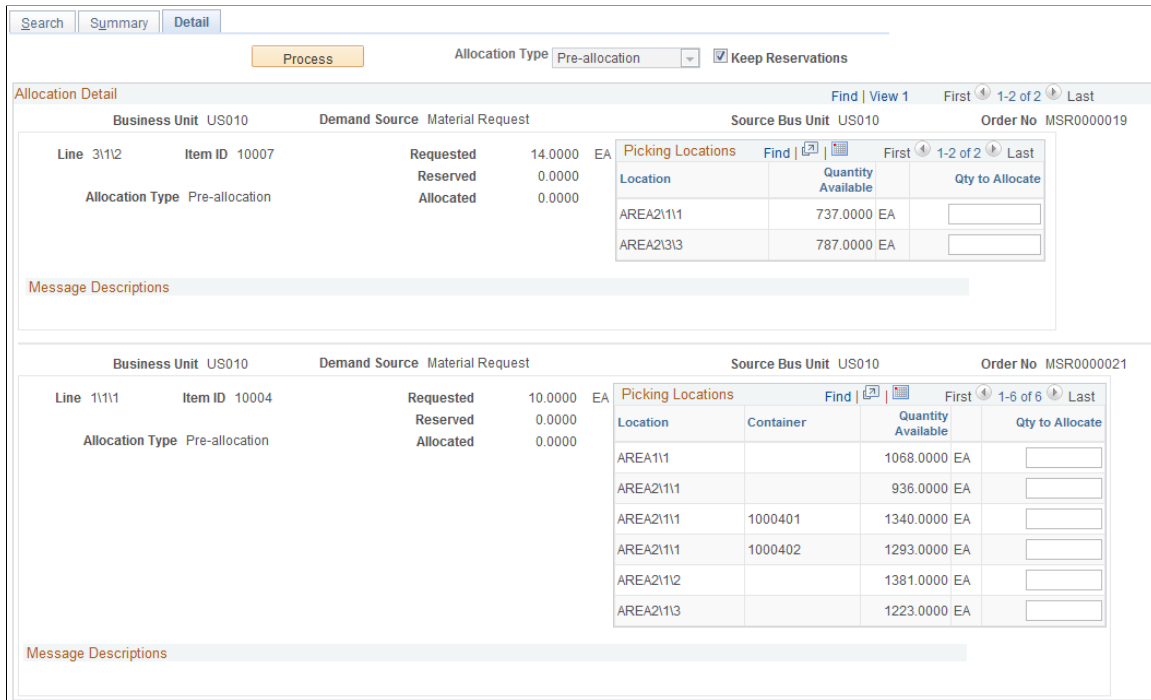 Search Summary Detail
Process Allocation Type Pre-allocation Keep Reservations
Allocation Detail Find | View 1 First 1-2 of 2 Last
Business Unit US010 Demand Source Material Request Source Bus Unit US010 Order No MSR0000019
Line 3\1\2 Item ID 10007 Requested 14.0000 EA
Reserved 0.0000
Allocation Type Pre-allocation Allocated 0.0000
Picking Locations Find | | First 1-2 of 2 Last
Location Quantity Available Qty to Allocate
AREA2\1\1 737.0000 EA
AREA2\3\3 787.0000 EA
Message Descriptions
Business Unit US010 Demand Source Material Request Source Bus Unit US010 Order No MSR0000021
Line 1\1\1 Item ID 10004 Requested 10.0000 EA
Reserved 0.0000
Allocation Type Pre-allocation Allocated 0.0000
Picking Locations Find | | First 1-6 of 6 Last
Location Container Quantity Available Qty to Allocate
AREA1\1 1068.0000 EA
AREA2\1\1 936.0000 EA
AREA2\1\1 1000401 1340.0000 EA
AREA2\1\1 1000402 1293.0000 EA
AREA2\1\2 1381.0000 EA
AREA2\1\3 1223.0000 EA
Message Descriptions